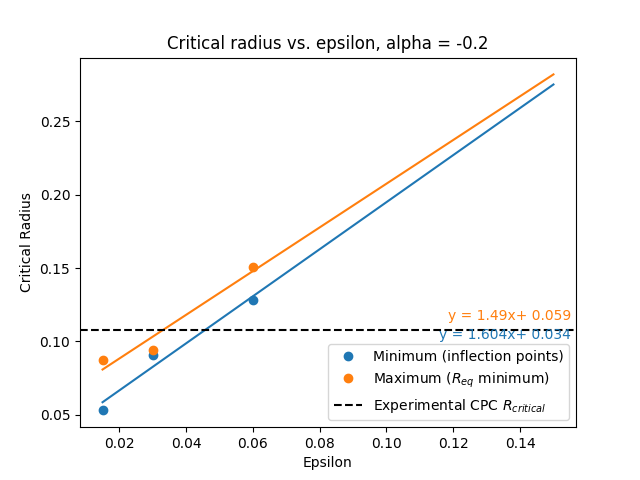 Critical radius vs. epsilon, alpha = -0.2
Critical Radius
0.25
0.20
0.15
0.10
0.05
y = 1.49x+ 0.059
y = 1.604x+ 0.034
Minimum (inflection points)
Maximum (R_eq minimum)
Experimental CPC R_critical
0.02 0.04 0.06 0.08 0.10 0.12 0.14
Epsilon